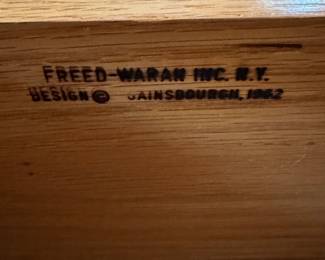 FREED-WARAN INC. N.Y.
DESIGN © GAINSBOURGH, 1962